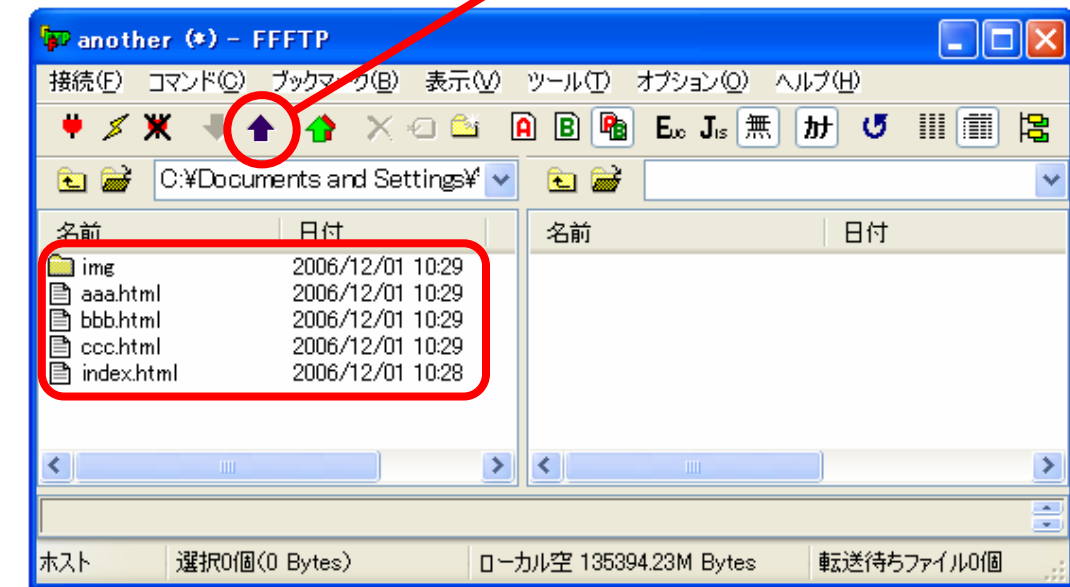 another (*) - FFFTP
接続(F) コマンド(C) ブックマーク(B) 表示(V) ツール(T) オプション(O) ヘルプ(H)
A B Euc Jis 無 カナ
C:¥Documents and Settings¥
名前 日付 名前 日付
img 2006/12/01 10:29
aaa.html 2006/12/01 10:29
bbb.html 2006/12/01 10:29
ccc.html 2006/12/01 10:29
index.html 2006/12/01 10:28
ホスト 選択0個(0 Bytes) ローカル空 135394.23M Bytes 転送待ちファイル0個